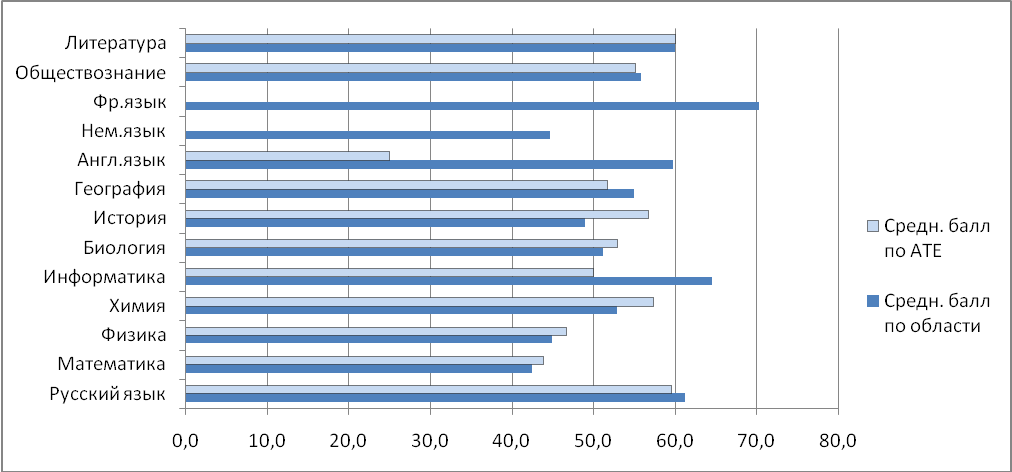 Литература
Обществознание
Фр.язык
Нем.язык
Англ.язык
География
История
Биология
Информатика
Химия
Физика
Математика
Русский язык
0,0 10,0 20,0 30,0 40,0 50,0 60,0 70,0 80,0
Средн. балл
по АТЕ
Средн. балл
по области